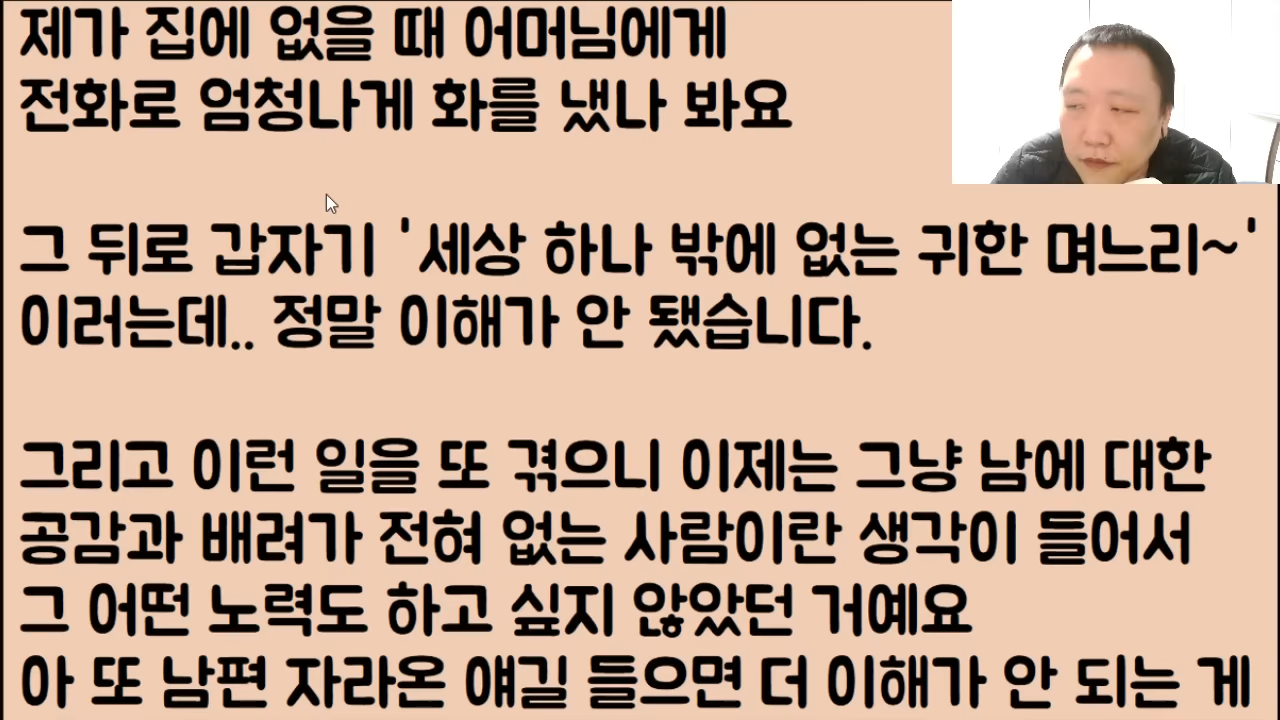 제가 집에 없을 때 어머님에게
전화로 엄청나게 화를 냈나 봐요
그 뒤로 갑자기 '세상 하나 밖에 없는 귀한 며느리~'
이러는데.. 정말 이해가 안 됐습니다.
그리고 이런 일을 또 겪으니 이제는 그냥 남에 대한
공감과 배려가 전혀 없는 사람이란 생각이 들어서
그 어떤 노력도 하고 싶지 않았던 거예요
아 또 남편 자라온 얘길 들으면 더 이해가 안 되는 게